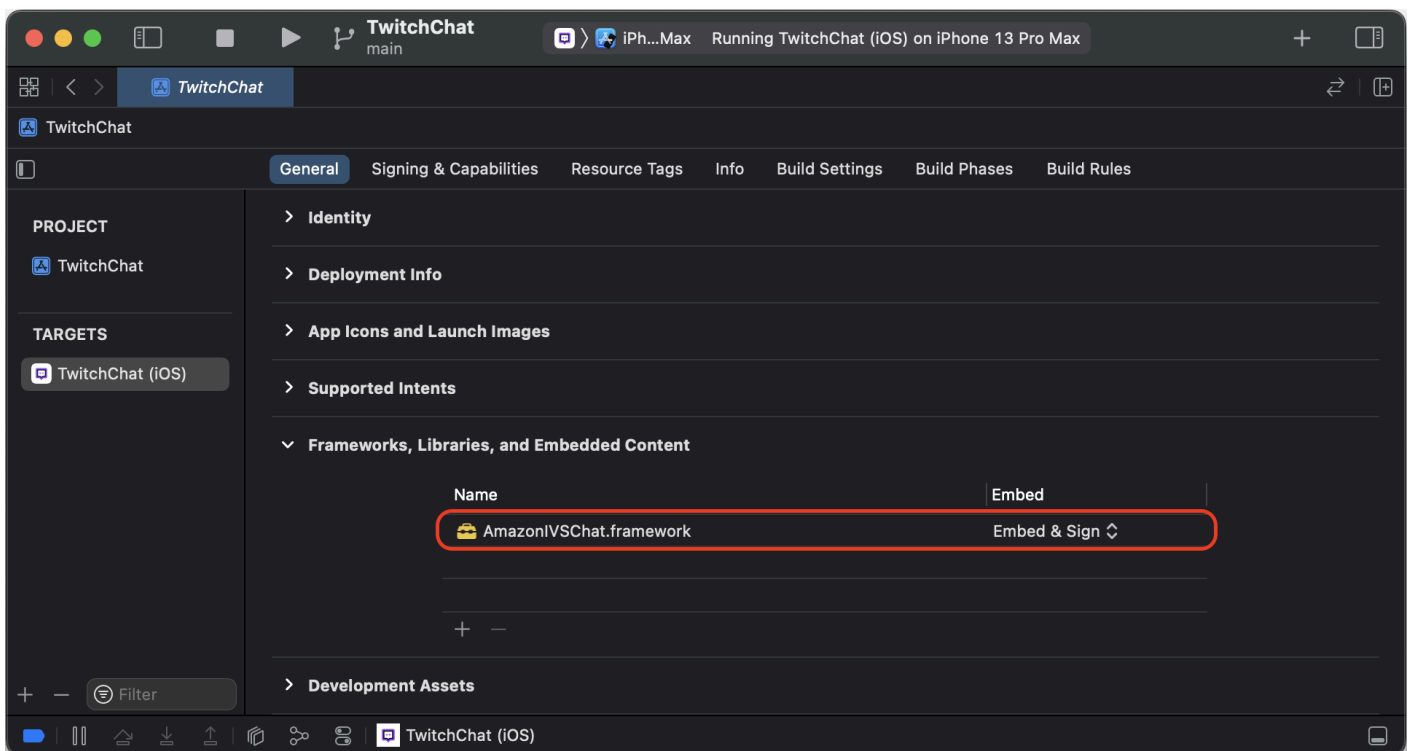 TwitchChat
main
iPh...Max Running TwitchChat (iOS) on iPhone 13 Pro Max
TwitchChat
TwitchChat
General Signing & Capabilities Resource Tags Info Build Settings Build Phases Build Rules
PROJECT
TwitchChat
TARGETS
TwitchChat (iOS)
Identity
Deployment Info
App Icons and Launch Images
Supported Intents
Frameworks, Libraries, and Embedded Content
Name Embed
AmazonIVSChat.framework Embed & Sign
Development Assets
Filter
TwitchChat (iOS)